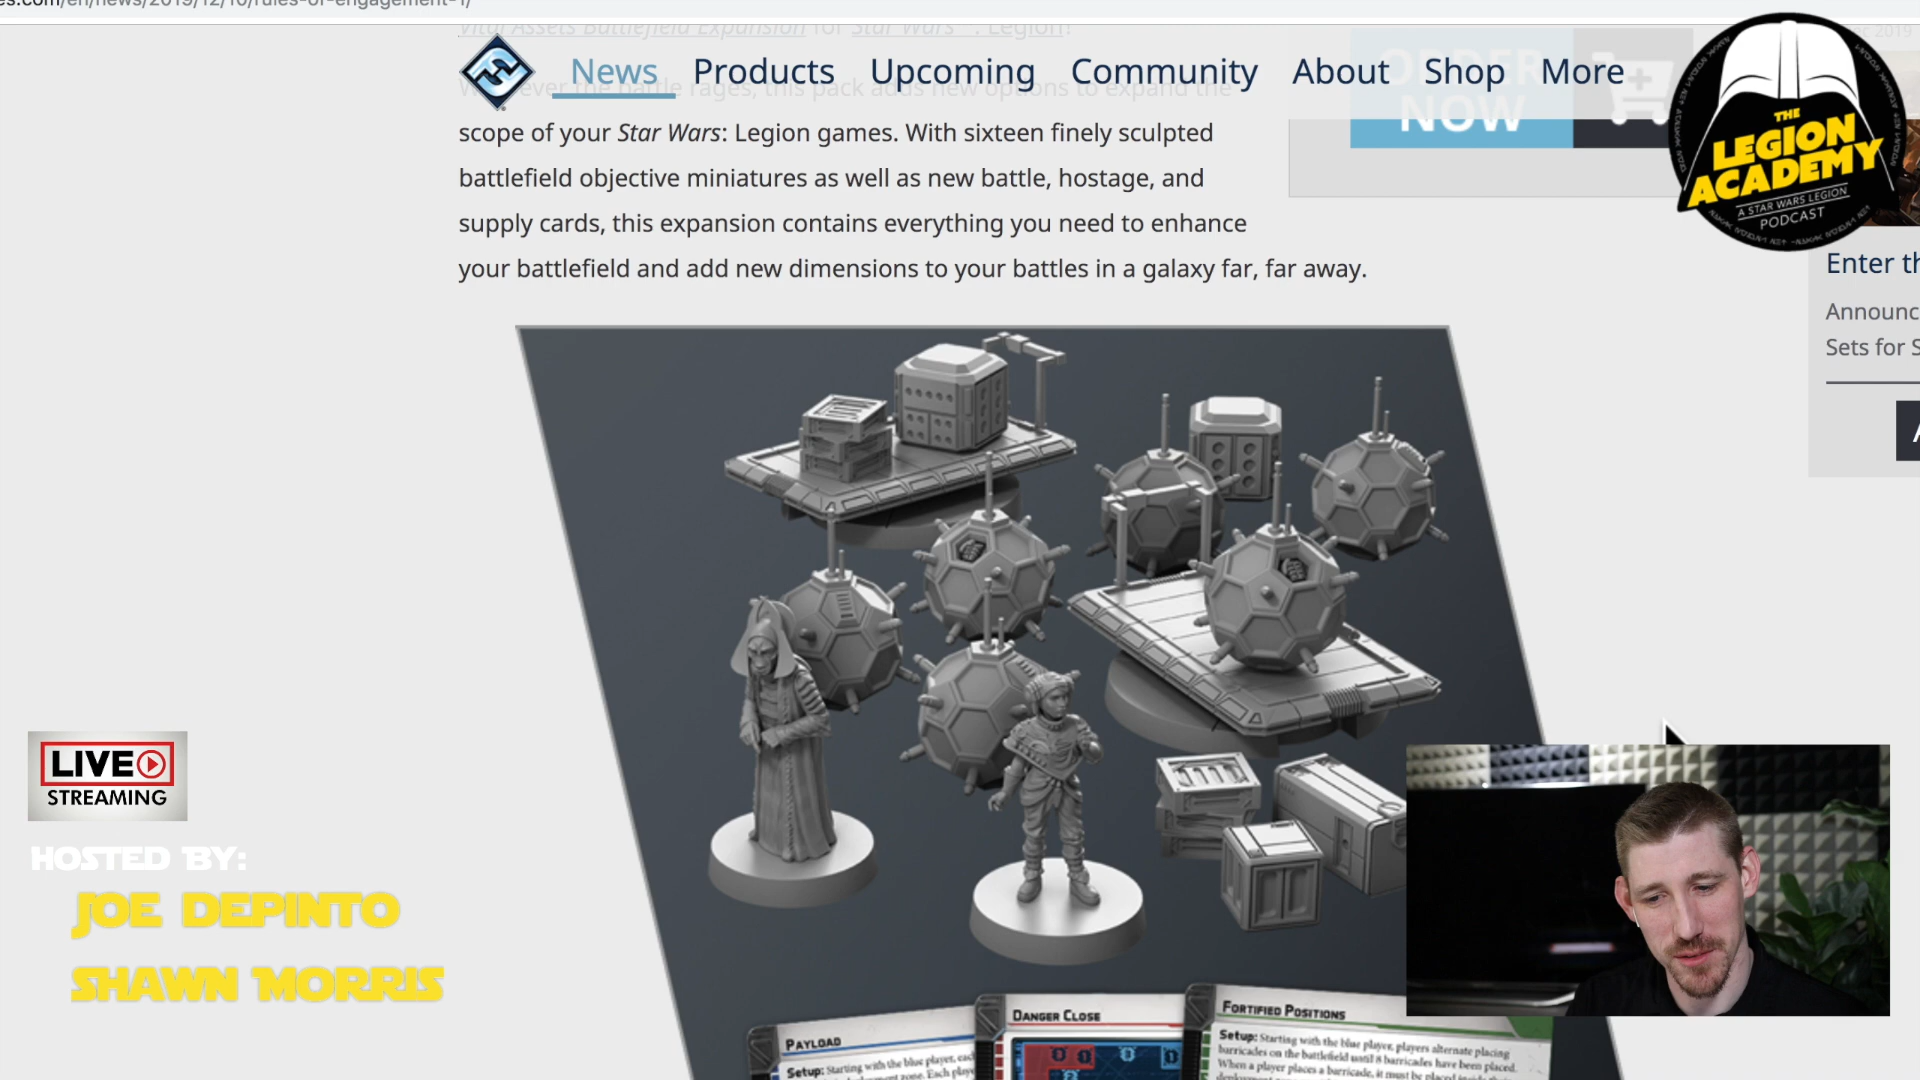 es.com/en/news/2019/12/10/rules-of-engagement-1/
Vital Assets Battlefield Expansion for Star Wars™: Legion!
News Products Upcoming Community About Shop More
ORDER
NOW
Wherever the battle rages, this pack adds new options to expand the
scope of your Star Wars: Legion games. With sixteen finely sculpted
battlefield objective miniatures as well as new battle, hostage, and
supply cards, this expansion contains everything you need to enhance
your battlefield and add new dimensions to your battles in a galaxy far, far away.
2019
THE
LEGION
ACADEMY
A STAR WARS LEGION
PODCAST
Enter th
Announc
Sets for S
LIVE
STREAMING
HOSTED BY:
JOE DEPINTO
SHAWN MORRIS
PAYLOAD
Setup: Starting with the blue player, eac
deployment zone. Each playe
DANGER CLOSE
FORTIFIED POSITIONS
Setup: Starting with the blue player, players alternate placing
barricades on the battlefield until 8 barricades have been placed.
When a player places a barricade, it must be placed inside th